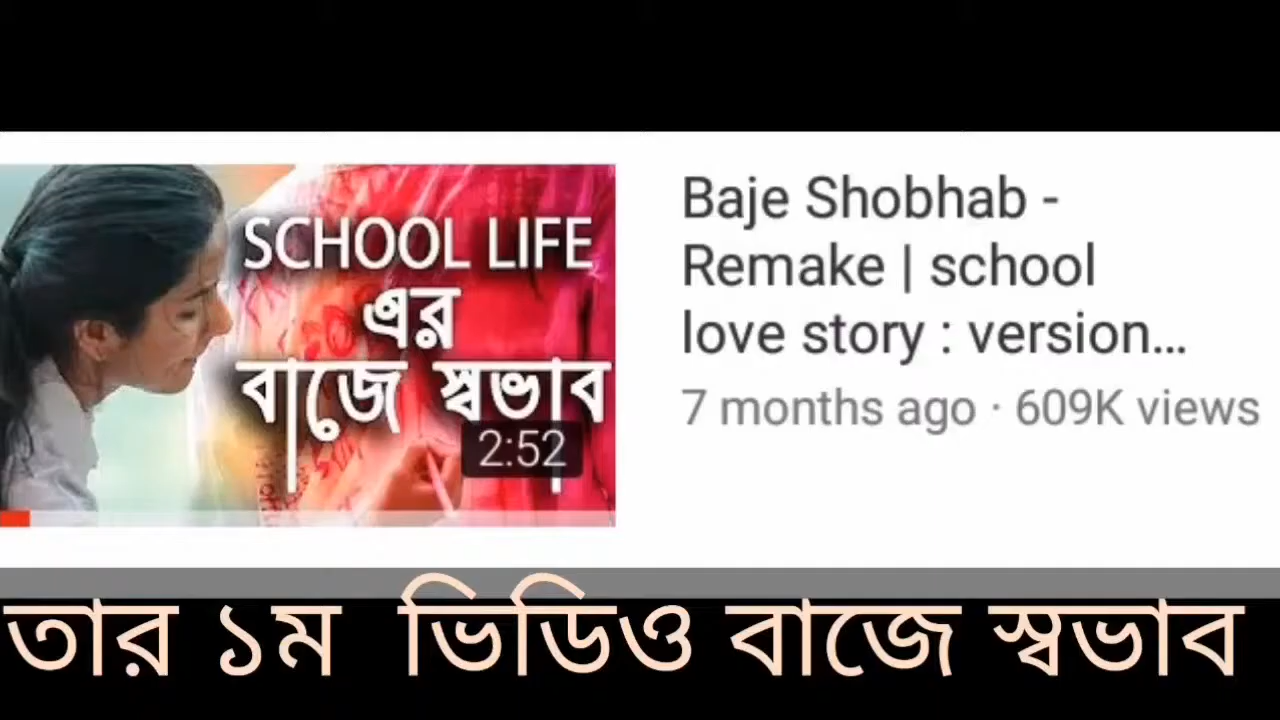 SCHOOL LIFE
এর
বাজে স্বভাব
2:52
Baje Shobhab -
Remake | school
love story : version...
7 months ago · 609K views
তার ১ম ভিডিও বাজে স্বভাব